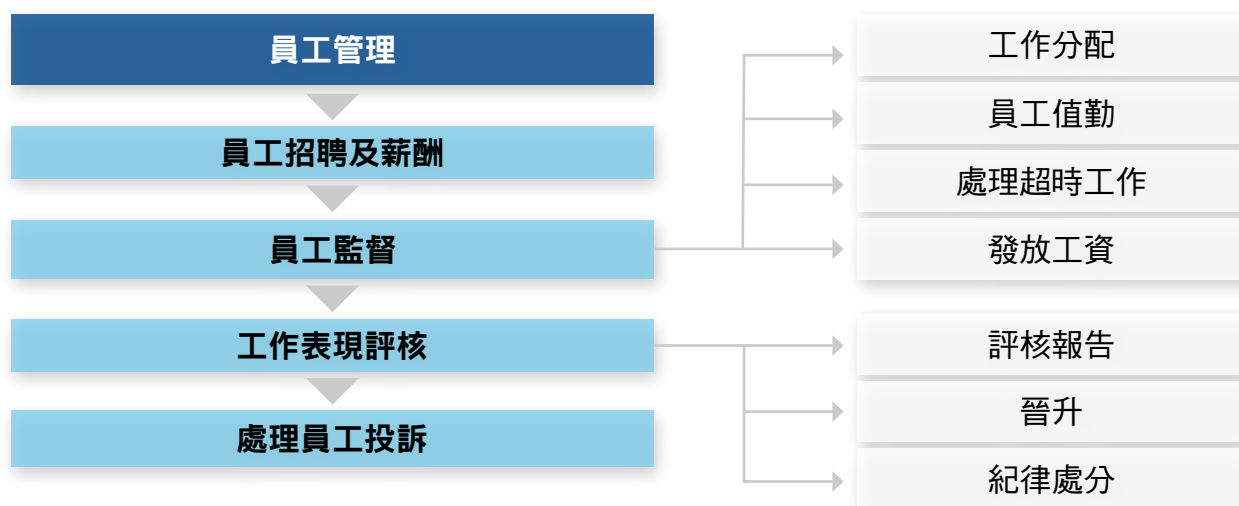 員工管理
員工招聘及薪酬
員工監督
工作表現評核
處理員工投訴
工作分配
員工值勤
處理超時工作
發放工資
評核報告
晉升
紀律處分